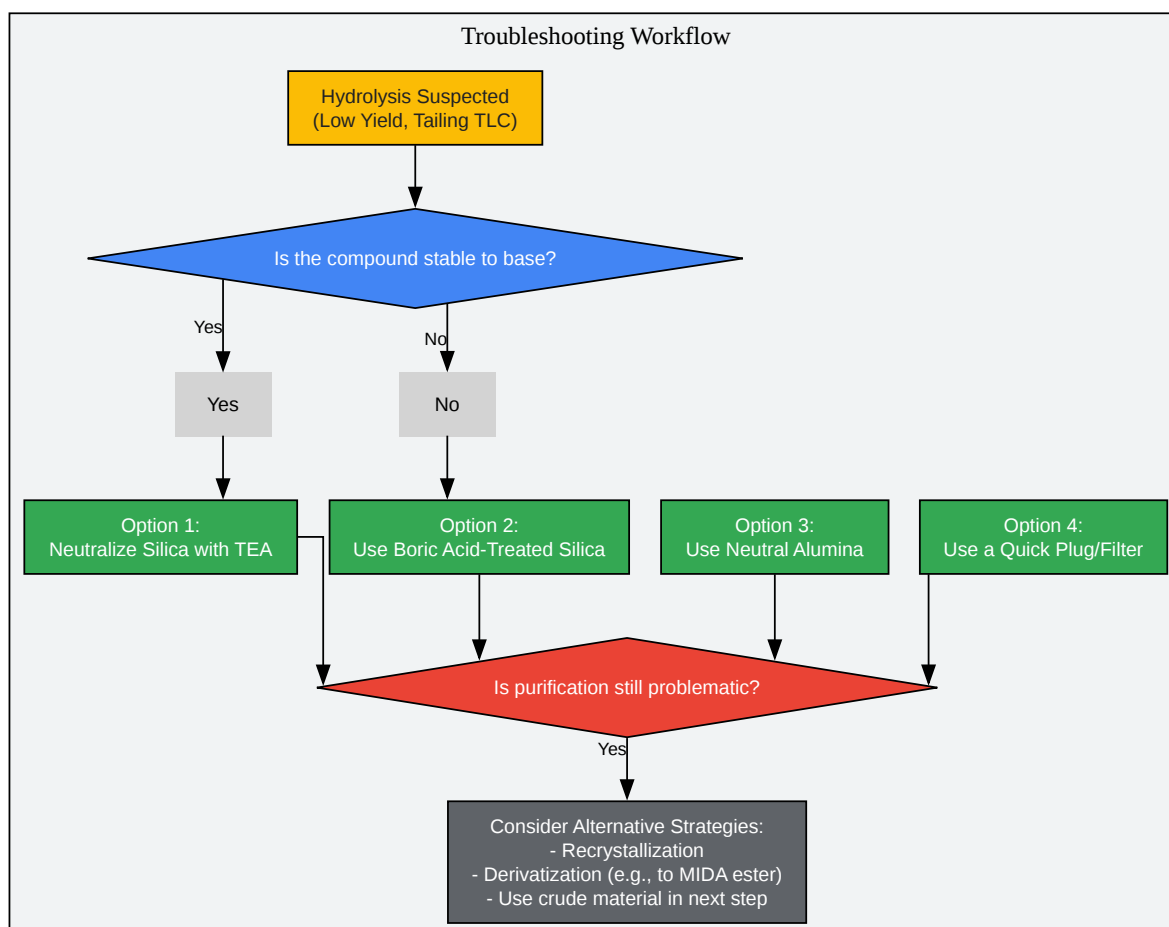 Troubleshooting Workflow
Hydrolysis Suspected
(Low Yield, Tailing TLC)
Is the compound stable to base?
Yes
No
Yes
No
Option 1:
Neutralize Silica with TEA
Option 2:
Use Boric Acid-Treated Silica
Option 3:
Use Neutral Alumina
Option 4:
Use a Quick Plug/Filter
Is purification still problematic?
Yes
Consider Alternative Strategies:
- Recrystallization
- Derivatization (e.g., to MIDA ester)
- Use crude material in next step